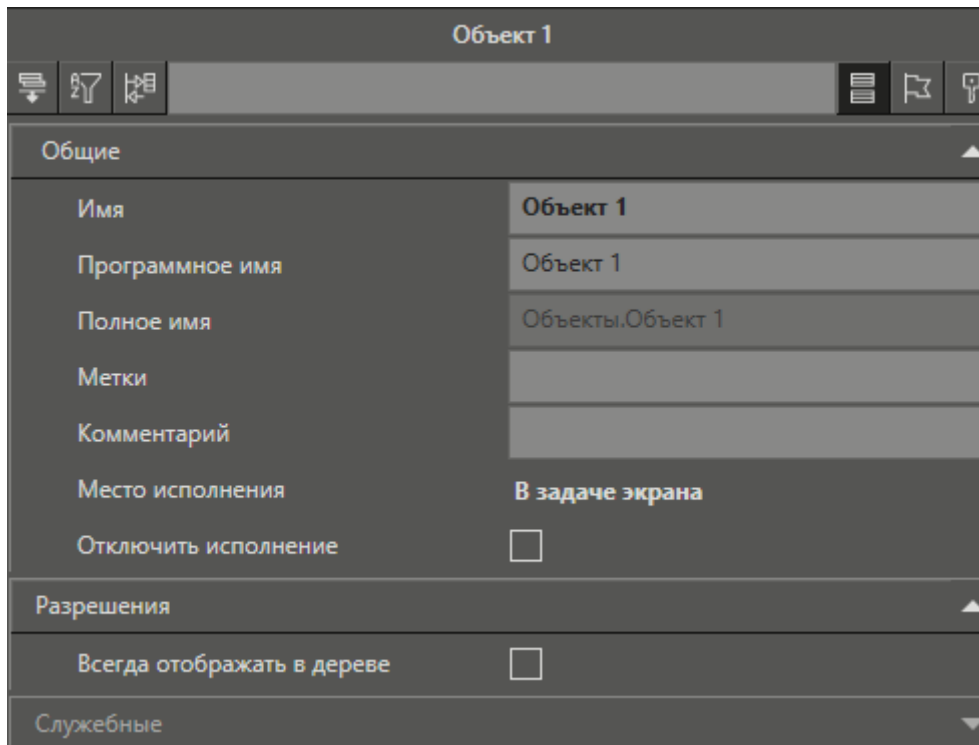 Объект 1
Общие
Имя Объект 1
Программное имя Объект 1
Полное имя Объекты.Объект 1
Метки
Комментарий
Место исполнения В задаче экрана
Отключить исполнение
Разрешения
Всегда отображать в дереве
Служебные